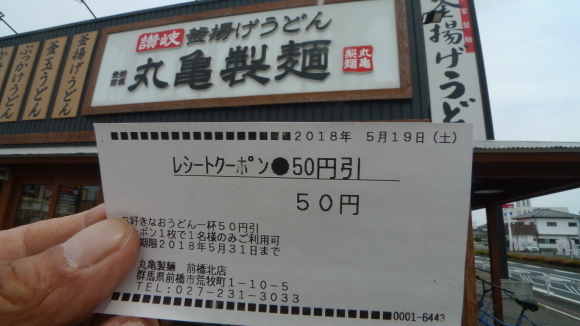 讃岐 釜揚げうどん
丸亀製麺
丸亀
製麺
釜揚げうどん
釜玉うどん
ぶっかけうどん
釜揚げうどん
2018年 5月19日(土)
レシートクーポン●50円引
50円
お好きなおうどん一杯50円引
ポン1枚で1名様のみご利用可
期限2018年5月31日まで
丸亀製麺 前橋北店
群馬県前橋市荒牧町1-10-5
TEL:027-231-3033
0001-6443